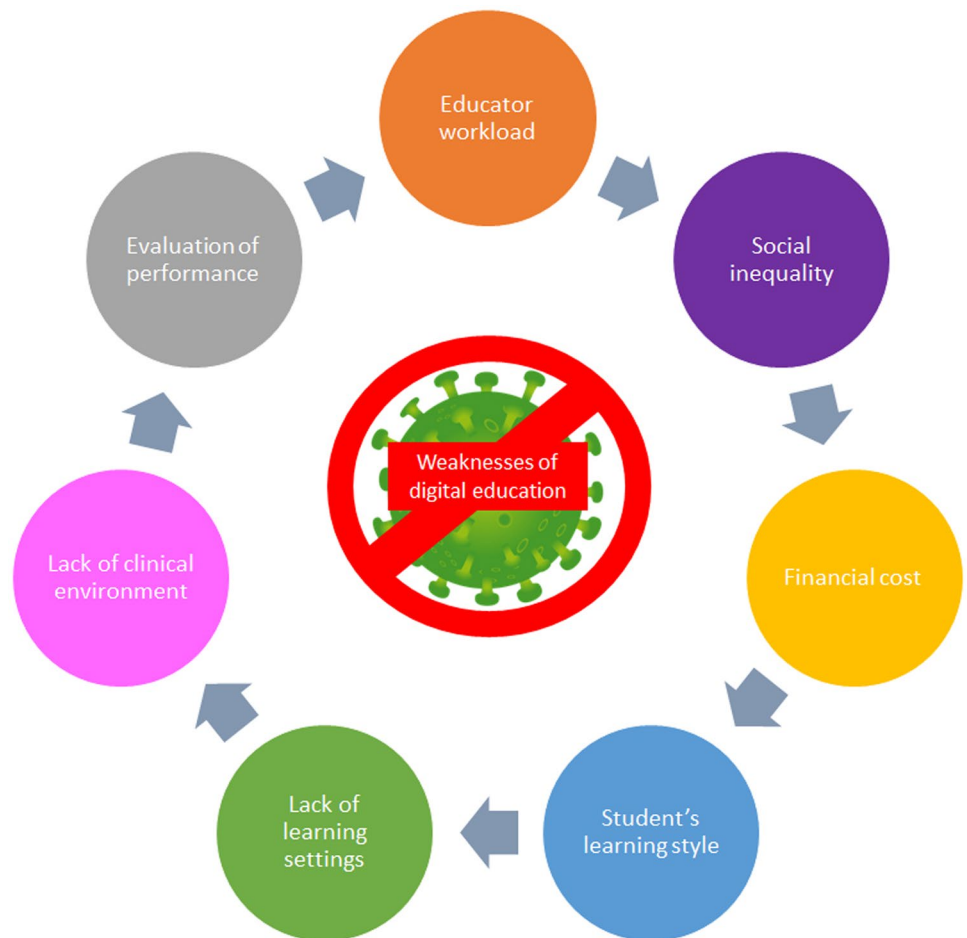 Educator
workload
Social
inequality
Financial cost
Student’s
learning style
Lack of
learning
settings
Lack of clinical
environment
Evaluation of
performance
Weaknesses of
digital education